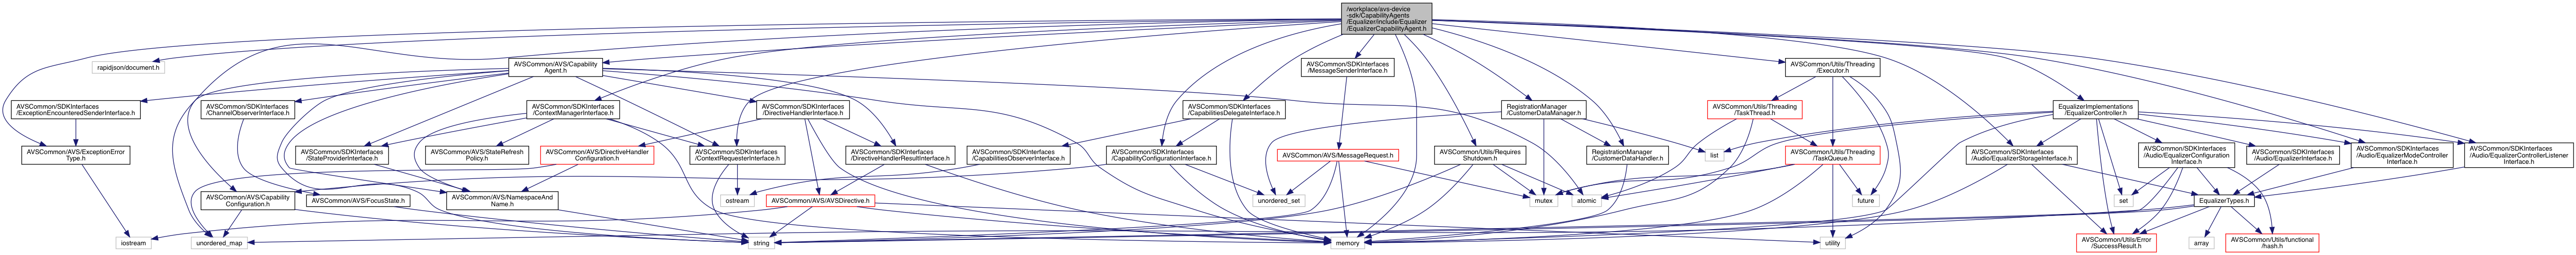 /workplace/avs-device
-sdk/CapabilityAgents
/Equalizer/include/Equalizer
/EqualizerCapabilityAgent.h
rapidjson/document.h
AVSCommon/AVS/Capability
Agent.h
AVSCommon/SDKInterfaces
/MessageSenderInterface.h
AVSCommon/Utils/Threading
/Executor.h
AVSCommon/SDKInterfaces
/ExceptionEncounteredSenderInterface.h
AVSCommon/SDKInterfaces
/ChannelObserverInterface.h
AVSCommon/SDKInterfaces
/ContextManagerInterface.h
AVSCommon/SDKInterfaces
/DirectiveHandlerInterface.h
AVSCommon/SDKInterfaces
/CapabilitiesDelegateInterface.h
RegistrationManager
/CustomerDataManager.h
AVSCommon/Utils/Threading
/TaskThread.h
EqualizerImplementations
/EqualizerController.h
AVSCommon/AVS/ExceptionError
Type.h
AVSCommon/SDKInterfaces
/StateProviderInterface.h
AVSCommon/AVS/StateRefresh
Policy.h
AVSCommon/AVS/DirectiveHandler
Configuration.h
AVSCommon/SDKInterfaces
/ContextRequesterInterface.h
AVSCommon/SDKInterfaces
/DirectiveHandlerResultInterface.h
AVSCommon/SDKInterfaces
/CapabilitiesObserverInterface.h
AVSCommon/SDKInterfaces
/CapabilityConfigurationInterface.h
AVSCommon/AVS/MessageRequest.h
AVSCommon/Utils/Requires
Shutdown.h
RegistrationManager
/CustomerDataHandler.h
list
AVSCommon/Utils/Threading
/TaskQueue.h
AVSCommon/SDKInterfaces
/Audio/EqualizerStorageInterface.h
AVSCommon/SDKInterfaces
/Audio/EqualizerConfiguration
Interface.h
AVSCommon/SDKInterfaces
/Audio/EqualizerInterface.h
AVSCommon/SDKInterfaces
/Audio/EqualizerModeController
Interface.h
AVSCommon/SDKInterfaces
/Audio/EqualizerControllerListener
Interface.h
AVSCommon/AVS/Capability
Configuration.h
AVSCommon/AVS/FocusState.h
AVSCommon/AVS/NamespaceAnd
Name.h
ostream
AVSCommon/AVS/AVSDirective.h
unordered_set
mutex
atomic
future
set
EqualizerTypes.h
iostream
unordered_map
string
memory
utility
AVSCommon/Utils/Error
/SuccessResult.h
array
AVSCommon/Utils/functional
/hash.h